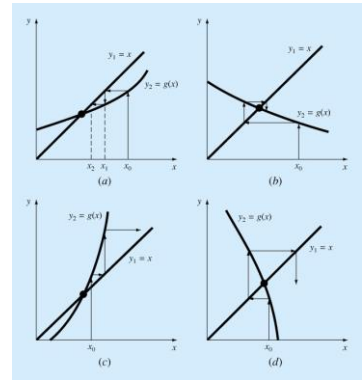 y
y
y₁ = x
y₁ = x
y₂ = g(x)
y₂ = g(x)
x₂ x₁ x₀ x
x₀ x
(a)
(b)
y
y
y₂ = g(x)
y₂ = g(x)
y₁ = x
y₁ = x
x₀ x
x₀ x
(c)
(d)